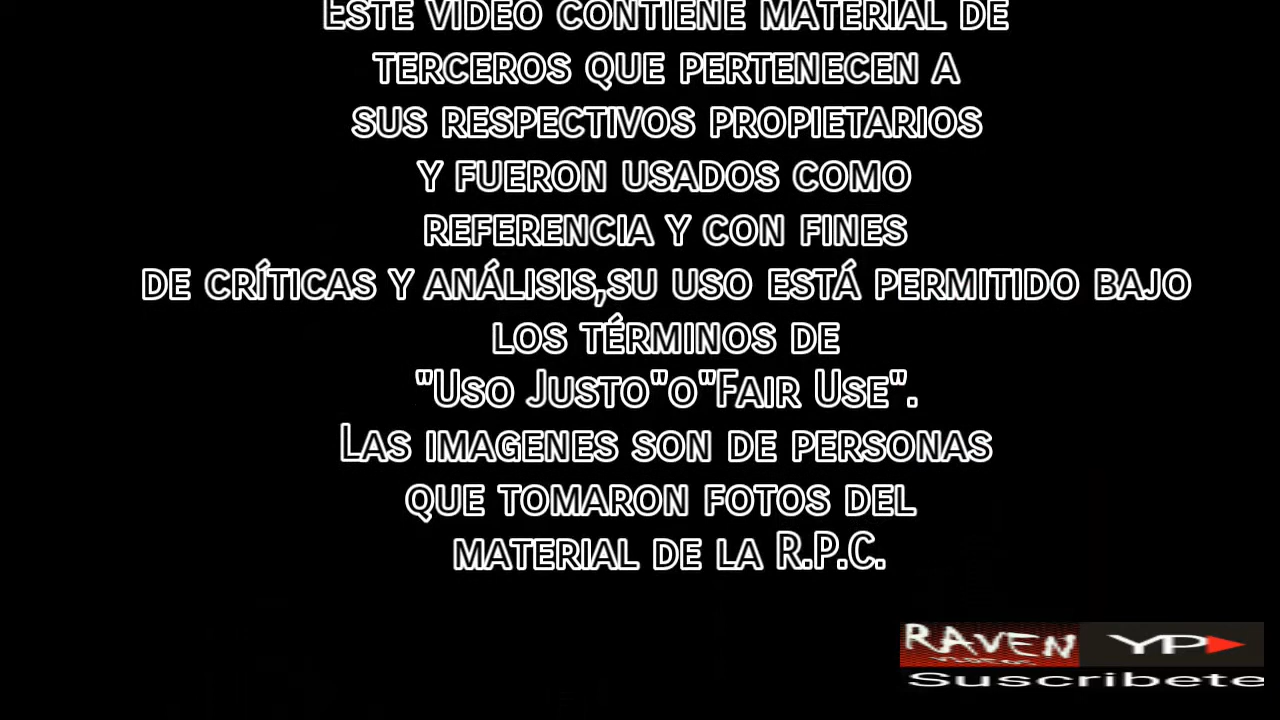 Este video contiene material de
terceros que pertenecen a
sus respectivos propietarios
y fueron usados como
referencia y con fines
de críticas y análisis,su uso está permitido bajo
los términos de
"Uso Justo"o"Fair Use".
Las imagenes son de personas
que tomaron fotos del
material de la R.P.C.
RAVEN YP
VIDEOS
Suscribete